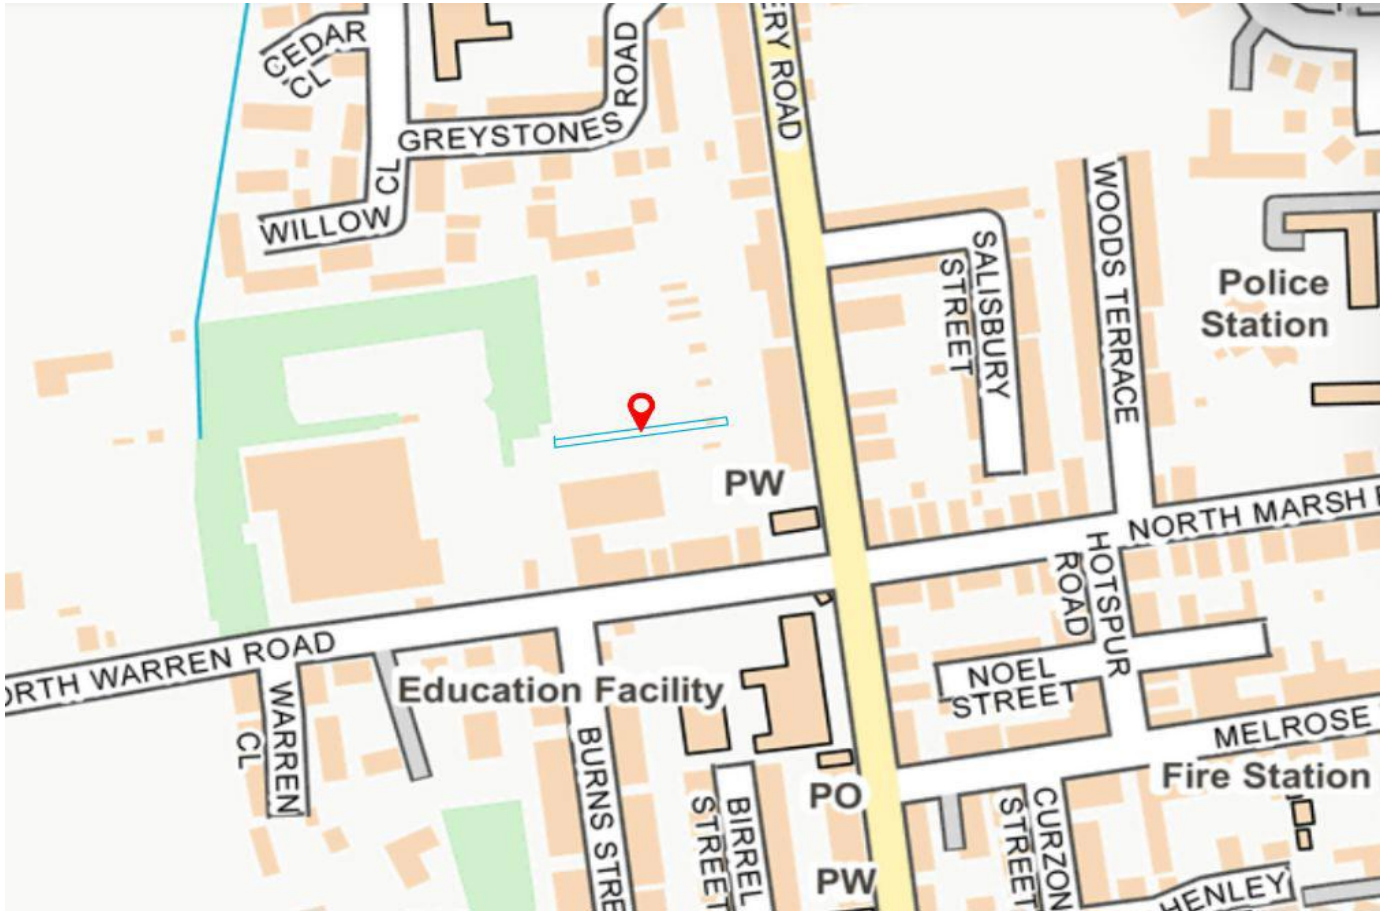 CEDAR
CL
GREYSTONES
ROAD
ERY ROAD
WILLOW
CL
SALISBURY
STREET
WOODS TERRACE
Police
Station
PW
NORTH MARSH R
HOTSPUR
ROAD
ORTH WARREN ROAD
WARREN
CL
Education Facility
NOEL
STREET
MELROSE
BURNS STRE
BIRREL
STREET
PO
Fire Station
CURZON
STREET
PW
HENLEY